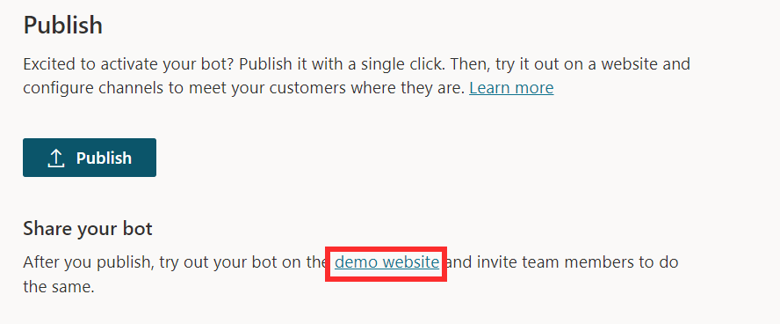 Publish
Excited to activate your bot? Publish it with a single click. Then, try it out on a website and
configure channels to meet your customers where they are. Learn more
Publish
Share your bot
After you publish, try out your bot on the demo website and invite team members to do
the same.